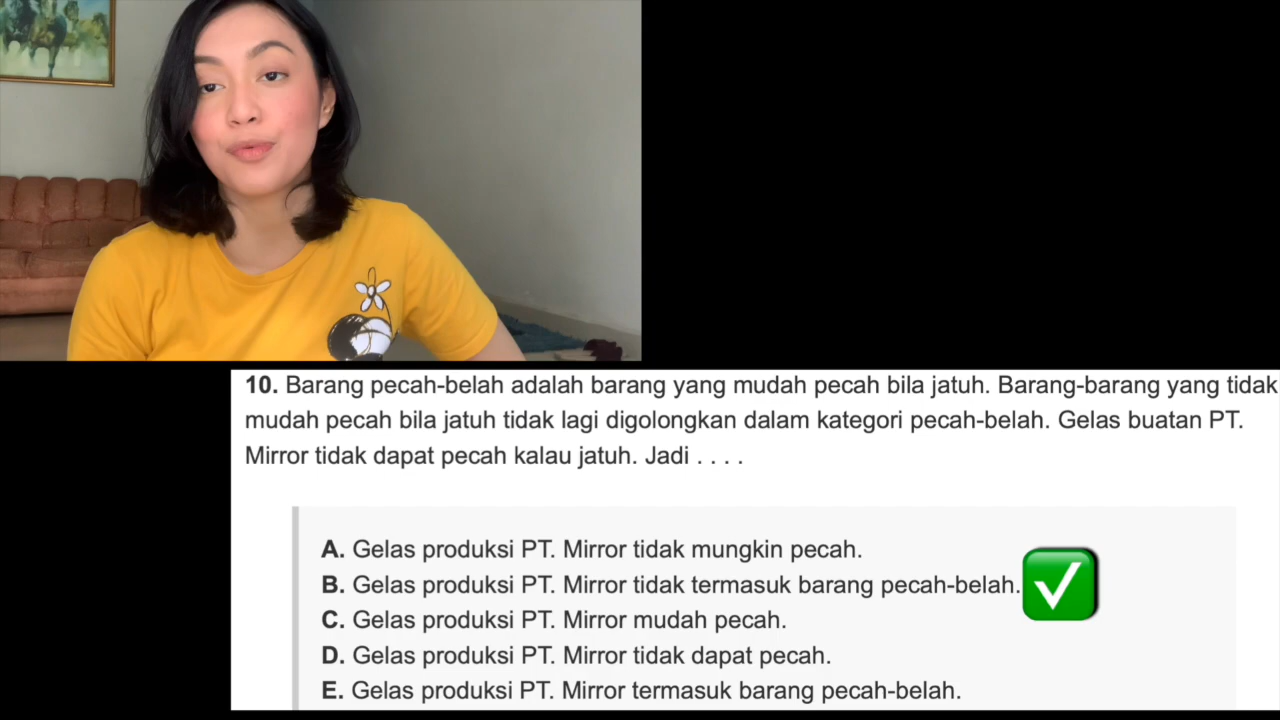 10. Barang pecah-belah adalah barang yang mudah pecah bila jatuh. Barang-barang yang tidak
mudah pecah bila jatuh tidak lagi digolongkan dalam kategori pecah-belah. Gelas buatan PT.
Mirror tidak dapat pecah kalau jatuh. Jadi . . . .
A. Gelas produksi PT. Mirror tidak mungkin pecah.
B. Gelas produksi PT. Mirror tidak termasuk barang pecah-belah.
C. Gelas produksi PT. Mirror mudah pecah.
D. Gelas produksi PT. Mirror tidak dapat pecah.
E. Gelas produksi PT. Mirror termasuk barang pecah-belah.